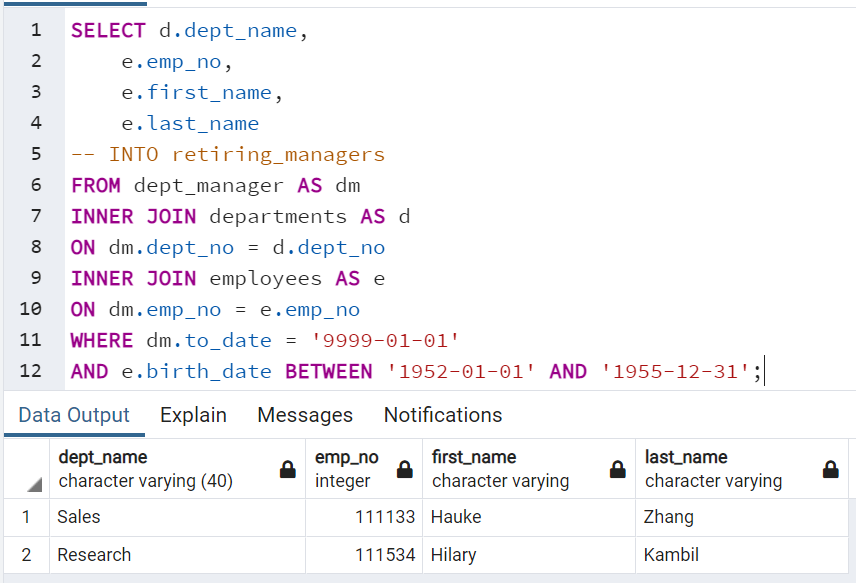 1 SELECT d.dept_name,
2 e.emp_no,
3 e.first_name,
4 e.last_name
5 -- INTO retiring_managers
6 FROM dept_manager AS dm
7 INNER JOIN departments AS d
8 ON dm.dept_no = d.dept_no
9 INNER JOIN employees AS e
10 ON dm.emp_no = e.emp_no
11 WHERE dm.to_date = '9999-01-01'
12 AND e.birth_date BETWEEN '1952-01-01' AND '1955-12-31';
Data Output Explain Messages Notifications
dept_name emp_no first_name last_name
character varying (40) integer character varying character varying
1 Sales 111133 Hauke Zhang
2 Research 111534 Hilary Kambil